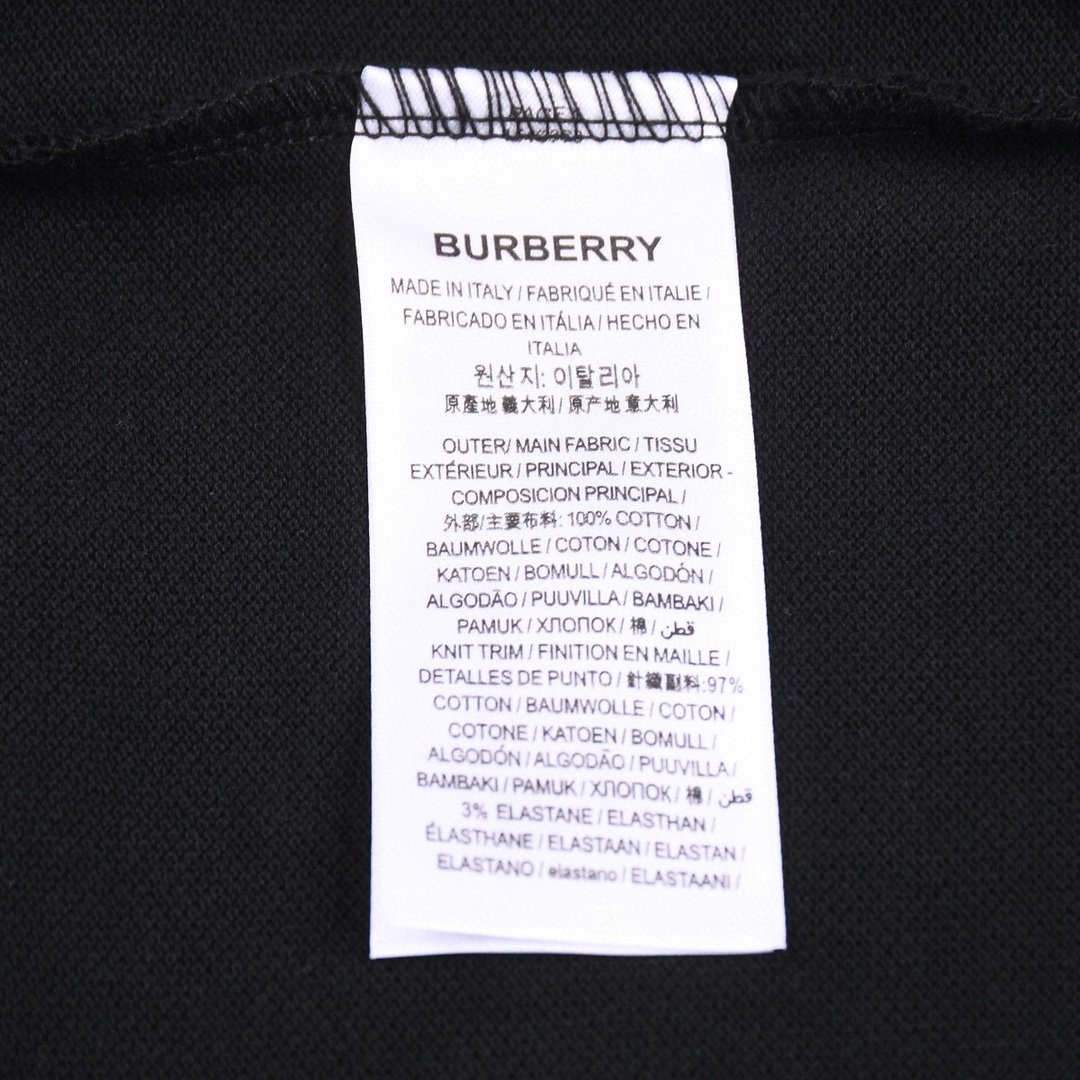 BURBERRY
MADE IN ITALY / FABRIQUÉ EN ITALIE /
FABRICADO EN ITÁLIA / HECHO EN
ITALIA
원산지: 이탈리아
原產地 義大利 / 原产地 意大利
OUTER/ MAIN FABRIC / TISSU
EXTÉRIEUR / PRINCIPAL / EXTERIOR -
COMPOSICION PRINCIPAL /
外部/主要布料: 100% COTTON /
BAUMWOLLE / COTON / COTONE /
KATOEN / BOMULL / ALGODÓN /
ALGODÃO / PUUVILLA / BAMBAKI /
PAMUK / ХЛОПОК / 棉 / قطن
KNIT TRIM / FINITION EN MAILLE /
DETALLES DE PUNTO / 針織副料:97%
COTTON / BAUMWOLLE / COTON /
COTONE / KATOEN / BOMULL /
ALGODÓN / ALGODÃO / PUUVILLA /
BAMBAKI / PAMUK / ХЛОПОК / 棉 / قطن
3% ELASTANE / ELASTHAN /
ÉLASTHANE / ELASTAAN / ELASTAN /
ELASTANO / elastano / ELASTAANI /